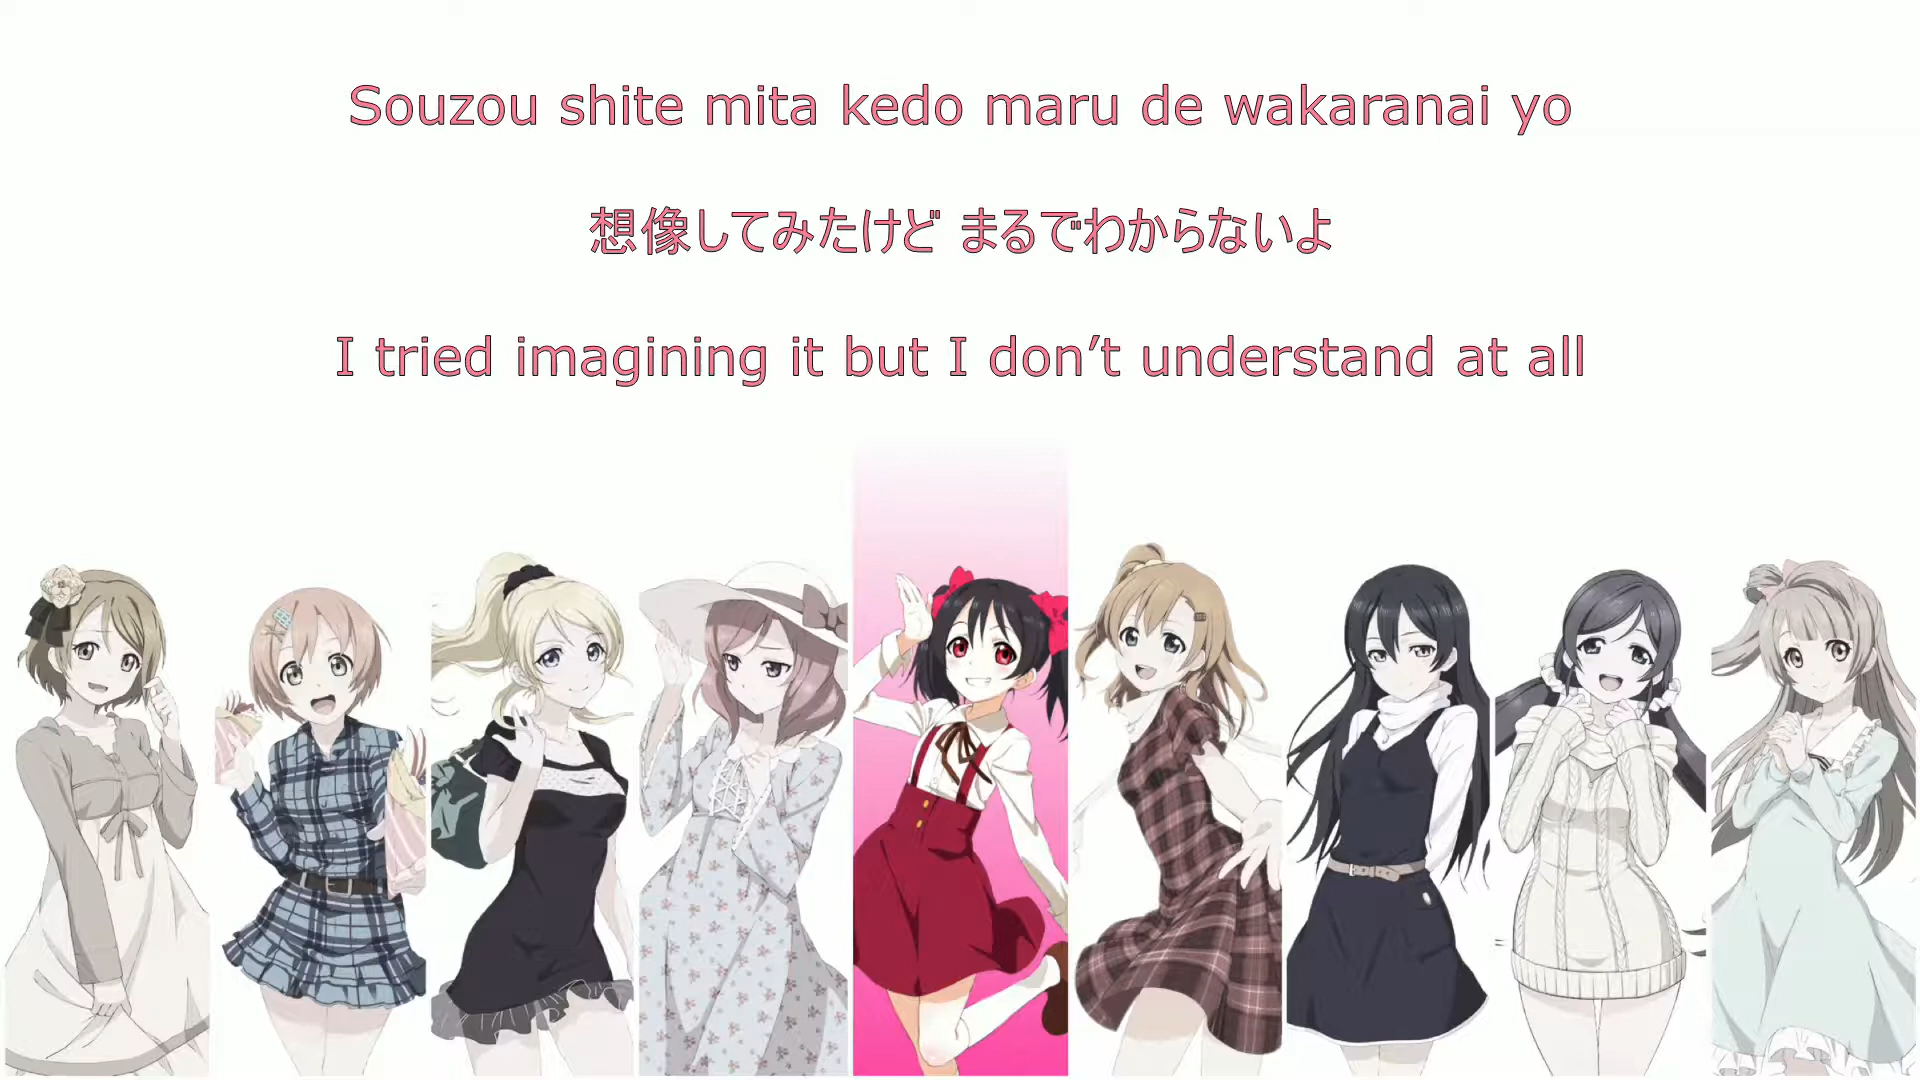 Souzou shite mita kedo maru de wakaranai yo
想像してみたけど まるでわからないよ
I tried imagining it but I don’t understand at all